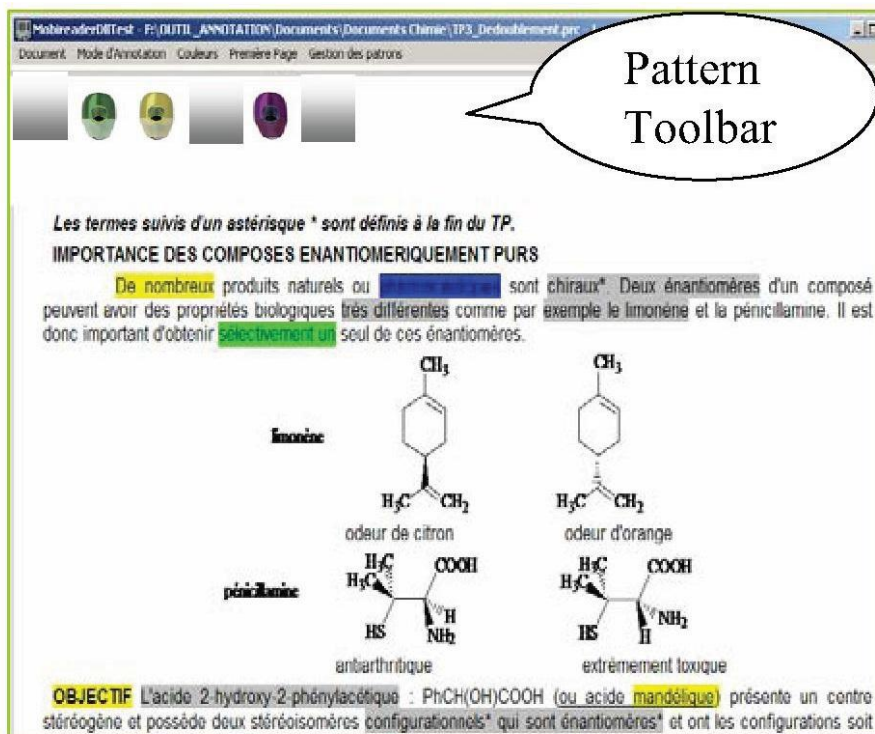 MobireaderDllTest - F:\OUTIL_ANNOTATION\Documents\Documents Chimie\TP3_Dedoublement.prc
Document Mode d'Annotation Couleurs Première Page Gestion des patrons
Pattern
Toolbar
Les termes suivis d'un astérisque * sont définis à la fin du TP.
IMPORTANCE DES COMPOSES ENANTIOMERIQUEMENT PURS
De nombreux produits naturels ou sont chiraux*. Deux énantiomères d'un composé
peuvent avoir des propriétés biologiques très différentes comme par exemple le limonène et la pénicillamine. Il est
donc important d'obtenir sélectivement un seul de ces énantiomères.
CH3 CH3
limonène
H3C CH2 H3C CH2
odeur de citron odeur d'orange
H3C COOH H3C COOH
H3C H3C
pénicillamine
HS H NH2 HS H NH2
antiarthritique extrèmement toxique
OBJECTIF L'acide 2-hydroxy-2-phénylacétique : PhCH(OH)COOH (ou acide mandélique) présente un centre
stéréogène et possède deux stéréoisomères configurationnels* qui sont énantiomères* et ont les configurations soit